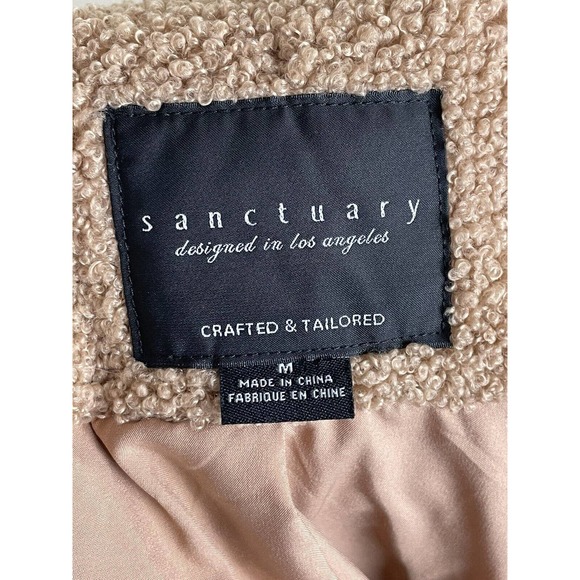 sanctuary
designed in los angeles
CRAFTED & TAILORED
M
MADE IN CHINA
FABRIQUE EN CHINE